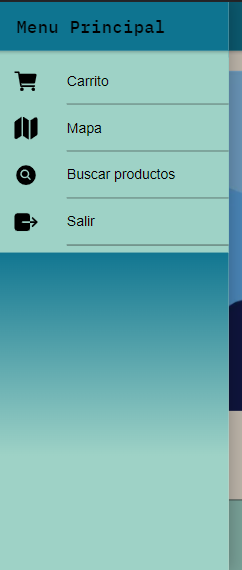 Menu Principal
Carrito
Mapa
Buscar productos
Salir